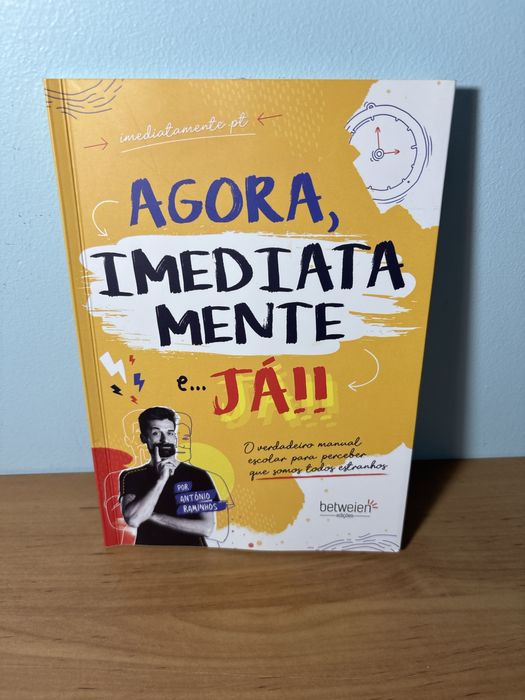 imediatamente.pt
AGORA,
IMEDIATA
MENTE
e... JÁ!!
O verdadeiro manual
escolar para perceber
que somos todos estranhos
POR
ANTÓNIO
RAMINHOS
betweien
edições